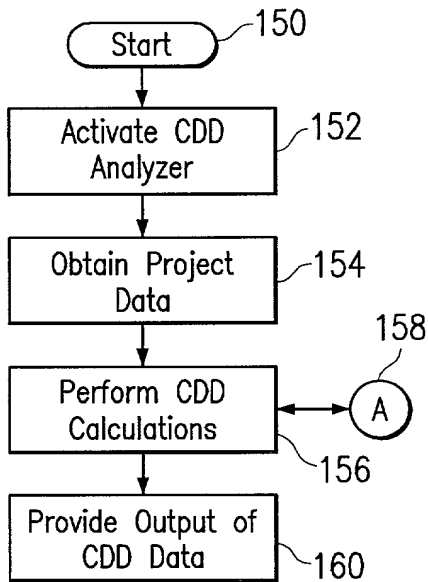 Start
150
Activate CDD
Analyzer
152
Obtain Project
Data
154
158
Perform CDD
Calculations
A
156
Provide Output of
CDD Data
160